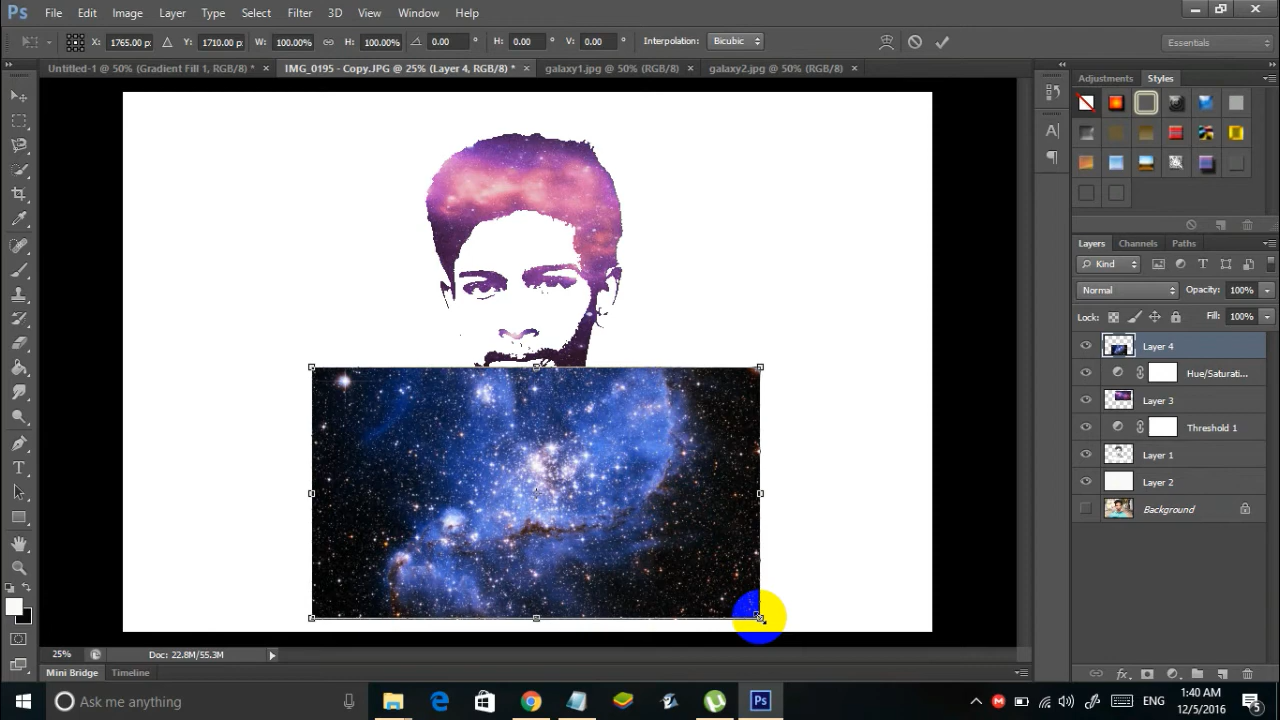 Ps File Edit Image Layer Type Select Filter 3D View Window Help
X: 1765.00 p: Y: 1710.00 p: W: 100.00% H: 100.00% 0.00 ° H: 0.00 ° V: 0.00 ° Interpolation: Bicubic Essentials
Untitled-1 @ 50% (Gradient Fill 1, RGB/8) * × IMG_0195 - Copy.JPG @ 25% (Layer 4, RGB/8) * × galaxy1.jpg @ 50% (RGB/8) × galaxy2.jpg @ 50% (RGB/8) ×
Adjustments Styles
Layers Channels Paths
Kind
Normal Opacity: 100%
Lock: Fill: 100%
Layer 4
Hue/Saturati...
Layer 3
Threshold 1
Layer 1
Layer 2
Background
25% Doc: 22.8M/55.3M
Mini Bridge Timeline
Ask me anything
Ps
ENG
1:40 AM
12/5/2016
5